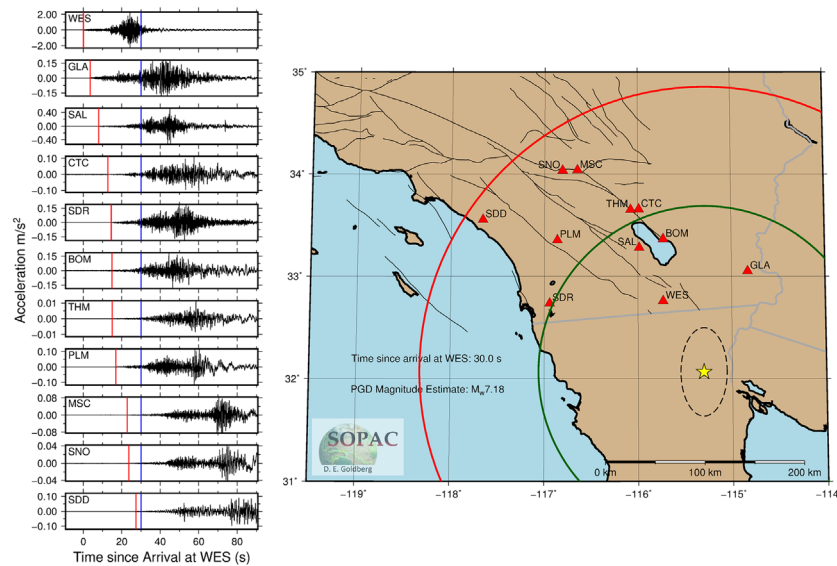 Acceleration m/s²
WES
2.00
0.00
−2.00
GLA
0.15
0.00
−0.15
SAL
0.40
0.00
−0.40
CTC
0.10
0.00
−0.10
SDR
0.15
0.00
−0.15
BOM
0.15
0.00
−0.15
THM
0.01
0.00
−0.01
PLM
0.10
0.00
−0.10
MSC
0.08
0.00
−0.08
SNO
0.04
0.00
−0.04
SDD
0.10
0.00
−0.10
0 20 40 60 80
Time since Arrival at WES (s)
35°
34°
33°
32°
31°
SNO MSC
THM CTC
SDD
PLM
SAL BOM
GLA
SDR WES
Time since arrival at WES: 30.0 s
PGD Magnitude Estimate: Mw7.18
SOPAC
D. E. Goldberg
0 km 100 km 200 km
−119° −118° −117° −116° −115° −114°